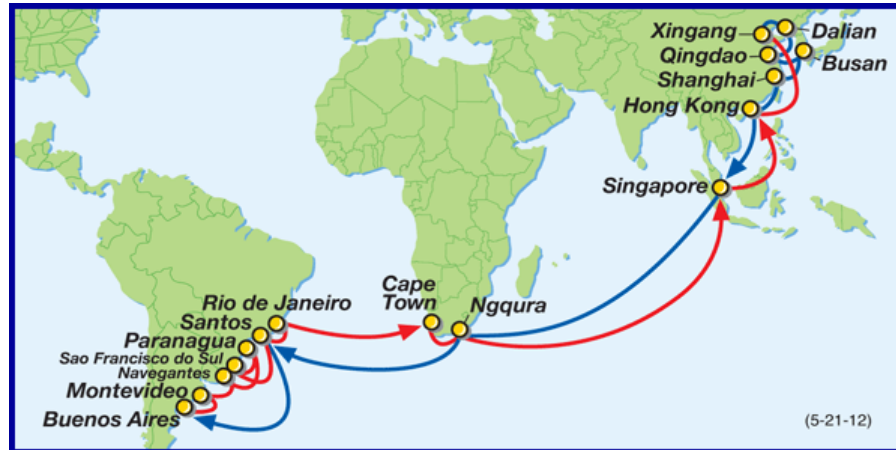 Xingang
Dalian
Qingdao
Busan
Shanghai
Hong Kong
Singapore
Cape
Town
Ngqura
Rio de Janeiro
Santos
Paranagua
Sao Francisco do Sul
Navegantes
Montevideo
Buenos Aires
(5-21-12)